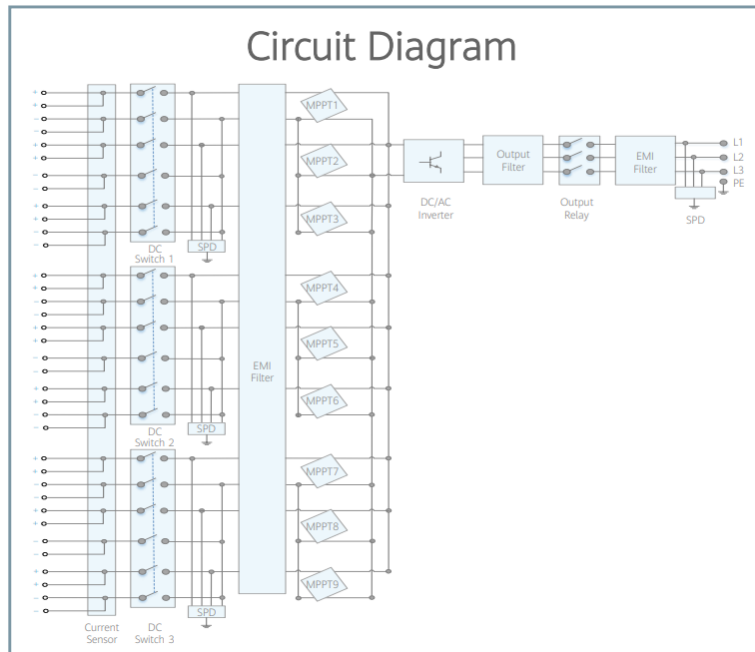 Circuit Diagram
+
+
−
−
+
+
−
−
+
+
−
−
DC
Switch 1
SPD
+
+
−
−
+
+
−
−
+
+
−
−
DC
Switch 2
SPD
+
+
−
−
+
+
−
−
+
+
−
−
Current
Sensor
DC
Switch 3
SPD
EMI
Filter
MPPT1
MPPT2
MPPT3
MPPT4
MPPT5
MPPT6
MPPT7
MPPT8
MPPT9
DC/AC
Inverter
Output
Filter
Output
Relay
EMI
Filter
L1
L2
L3
PE
SPD